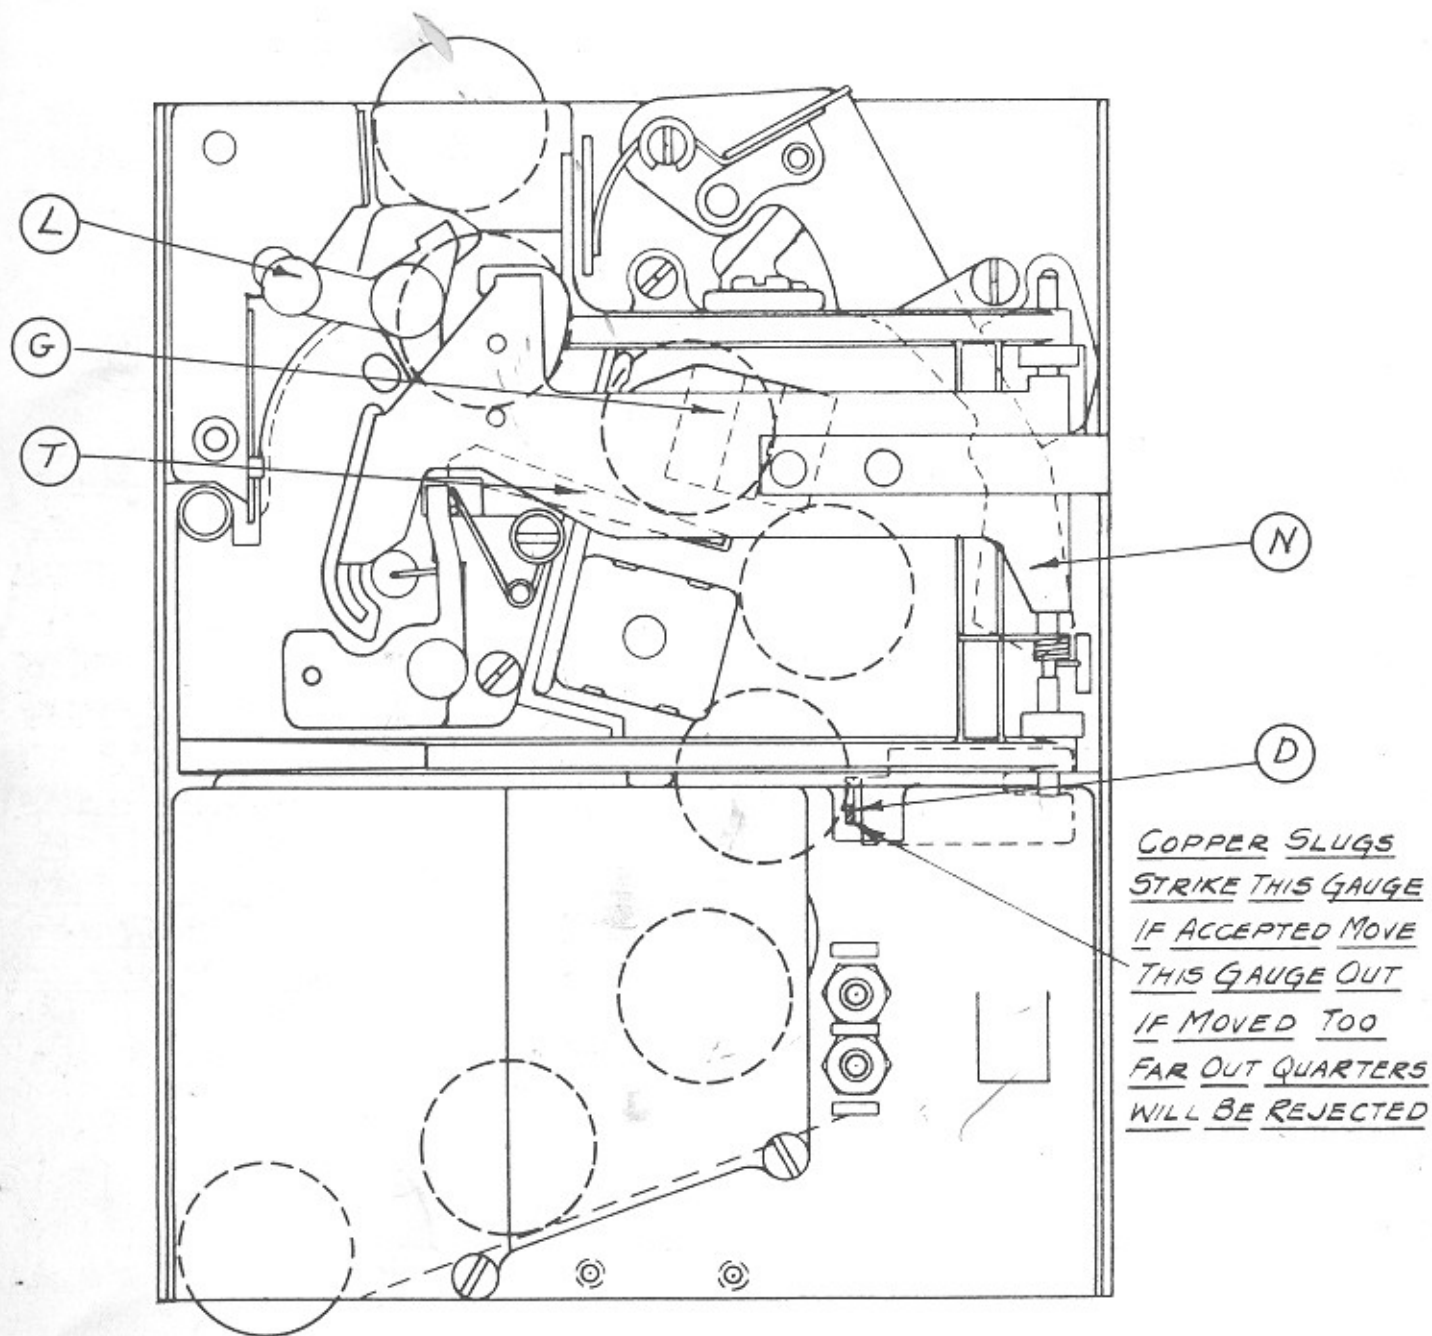 L
G
T
N
D
COPPER SLUGS
STRIKE THIS GAUGE
IF ACCEPTED MOVE
THIS GAUGE OUT
IF MOVED TOO
FAR OUT QUARTERS
WILL BE REJECTED